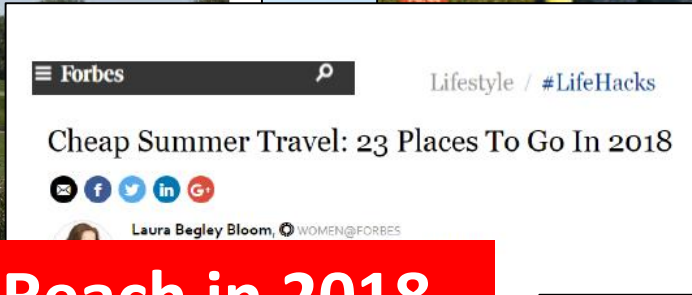 Forbes
Lifestyle / #LifeHacks
Cheap Summer Travel: 23 Places To Go In 2018
Laura Begley Bloom, WOMEN@FORBES
Reach in 2018